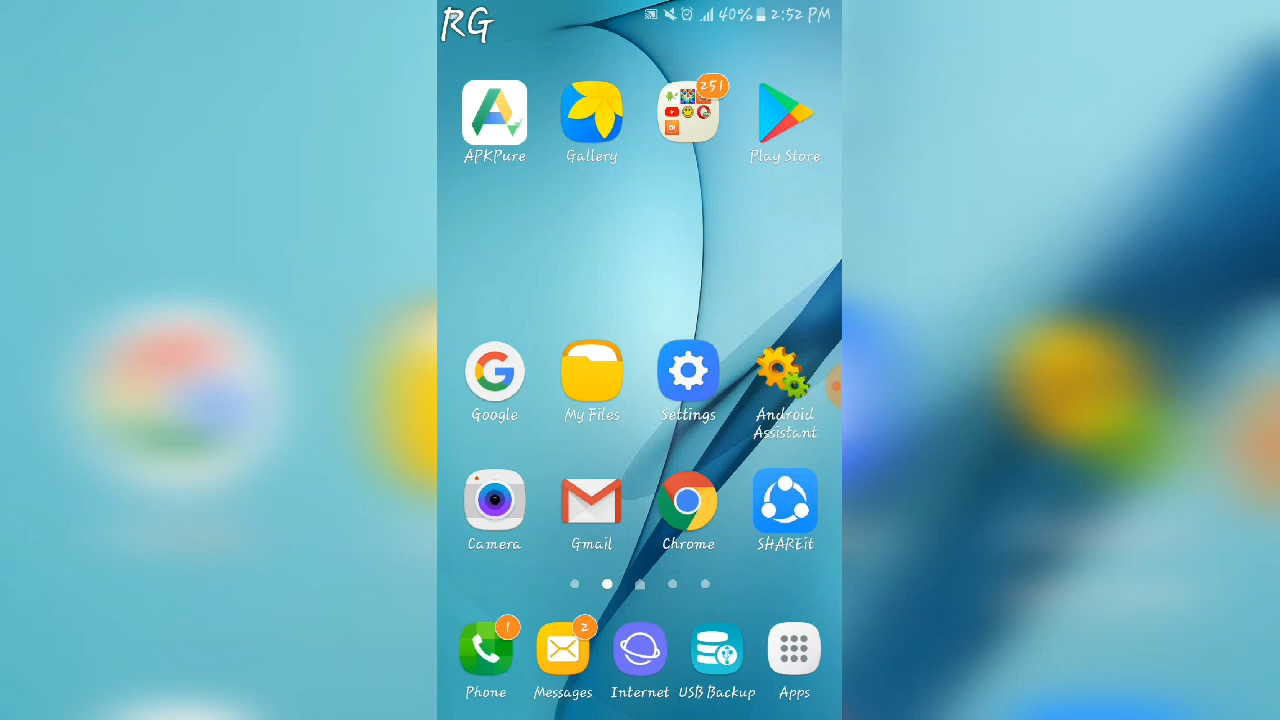 RG
40% 2:52 PM
251
APKPure Gallery Play Store
Google My Files Settings Android
Assistant
Camera Gmail Chrome SHAREit
1 2
Phone Messages Internet USB Backup Apps